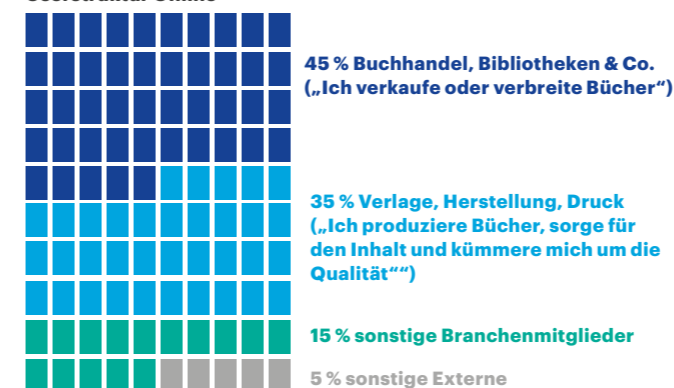 45 % Buchhandel, Bibliotheken & Co.
(„Ich verkaufe oder verbreite Bücher“)
35 % Verlage, Herstellung, Druck
(„Ich produziere Bücher, sorge für
den Inhalt und kümmere mich um die
Qualität““)
15 % sonstige Branchenmitglieder
5 % sonstige Externe